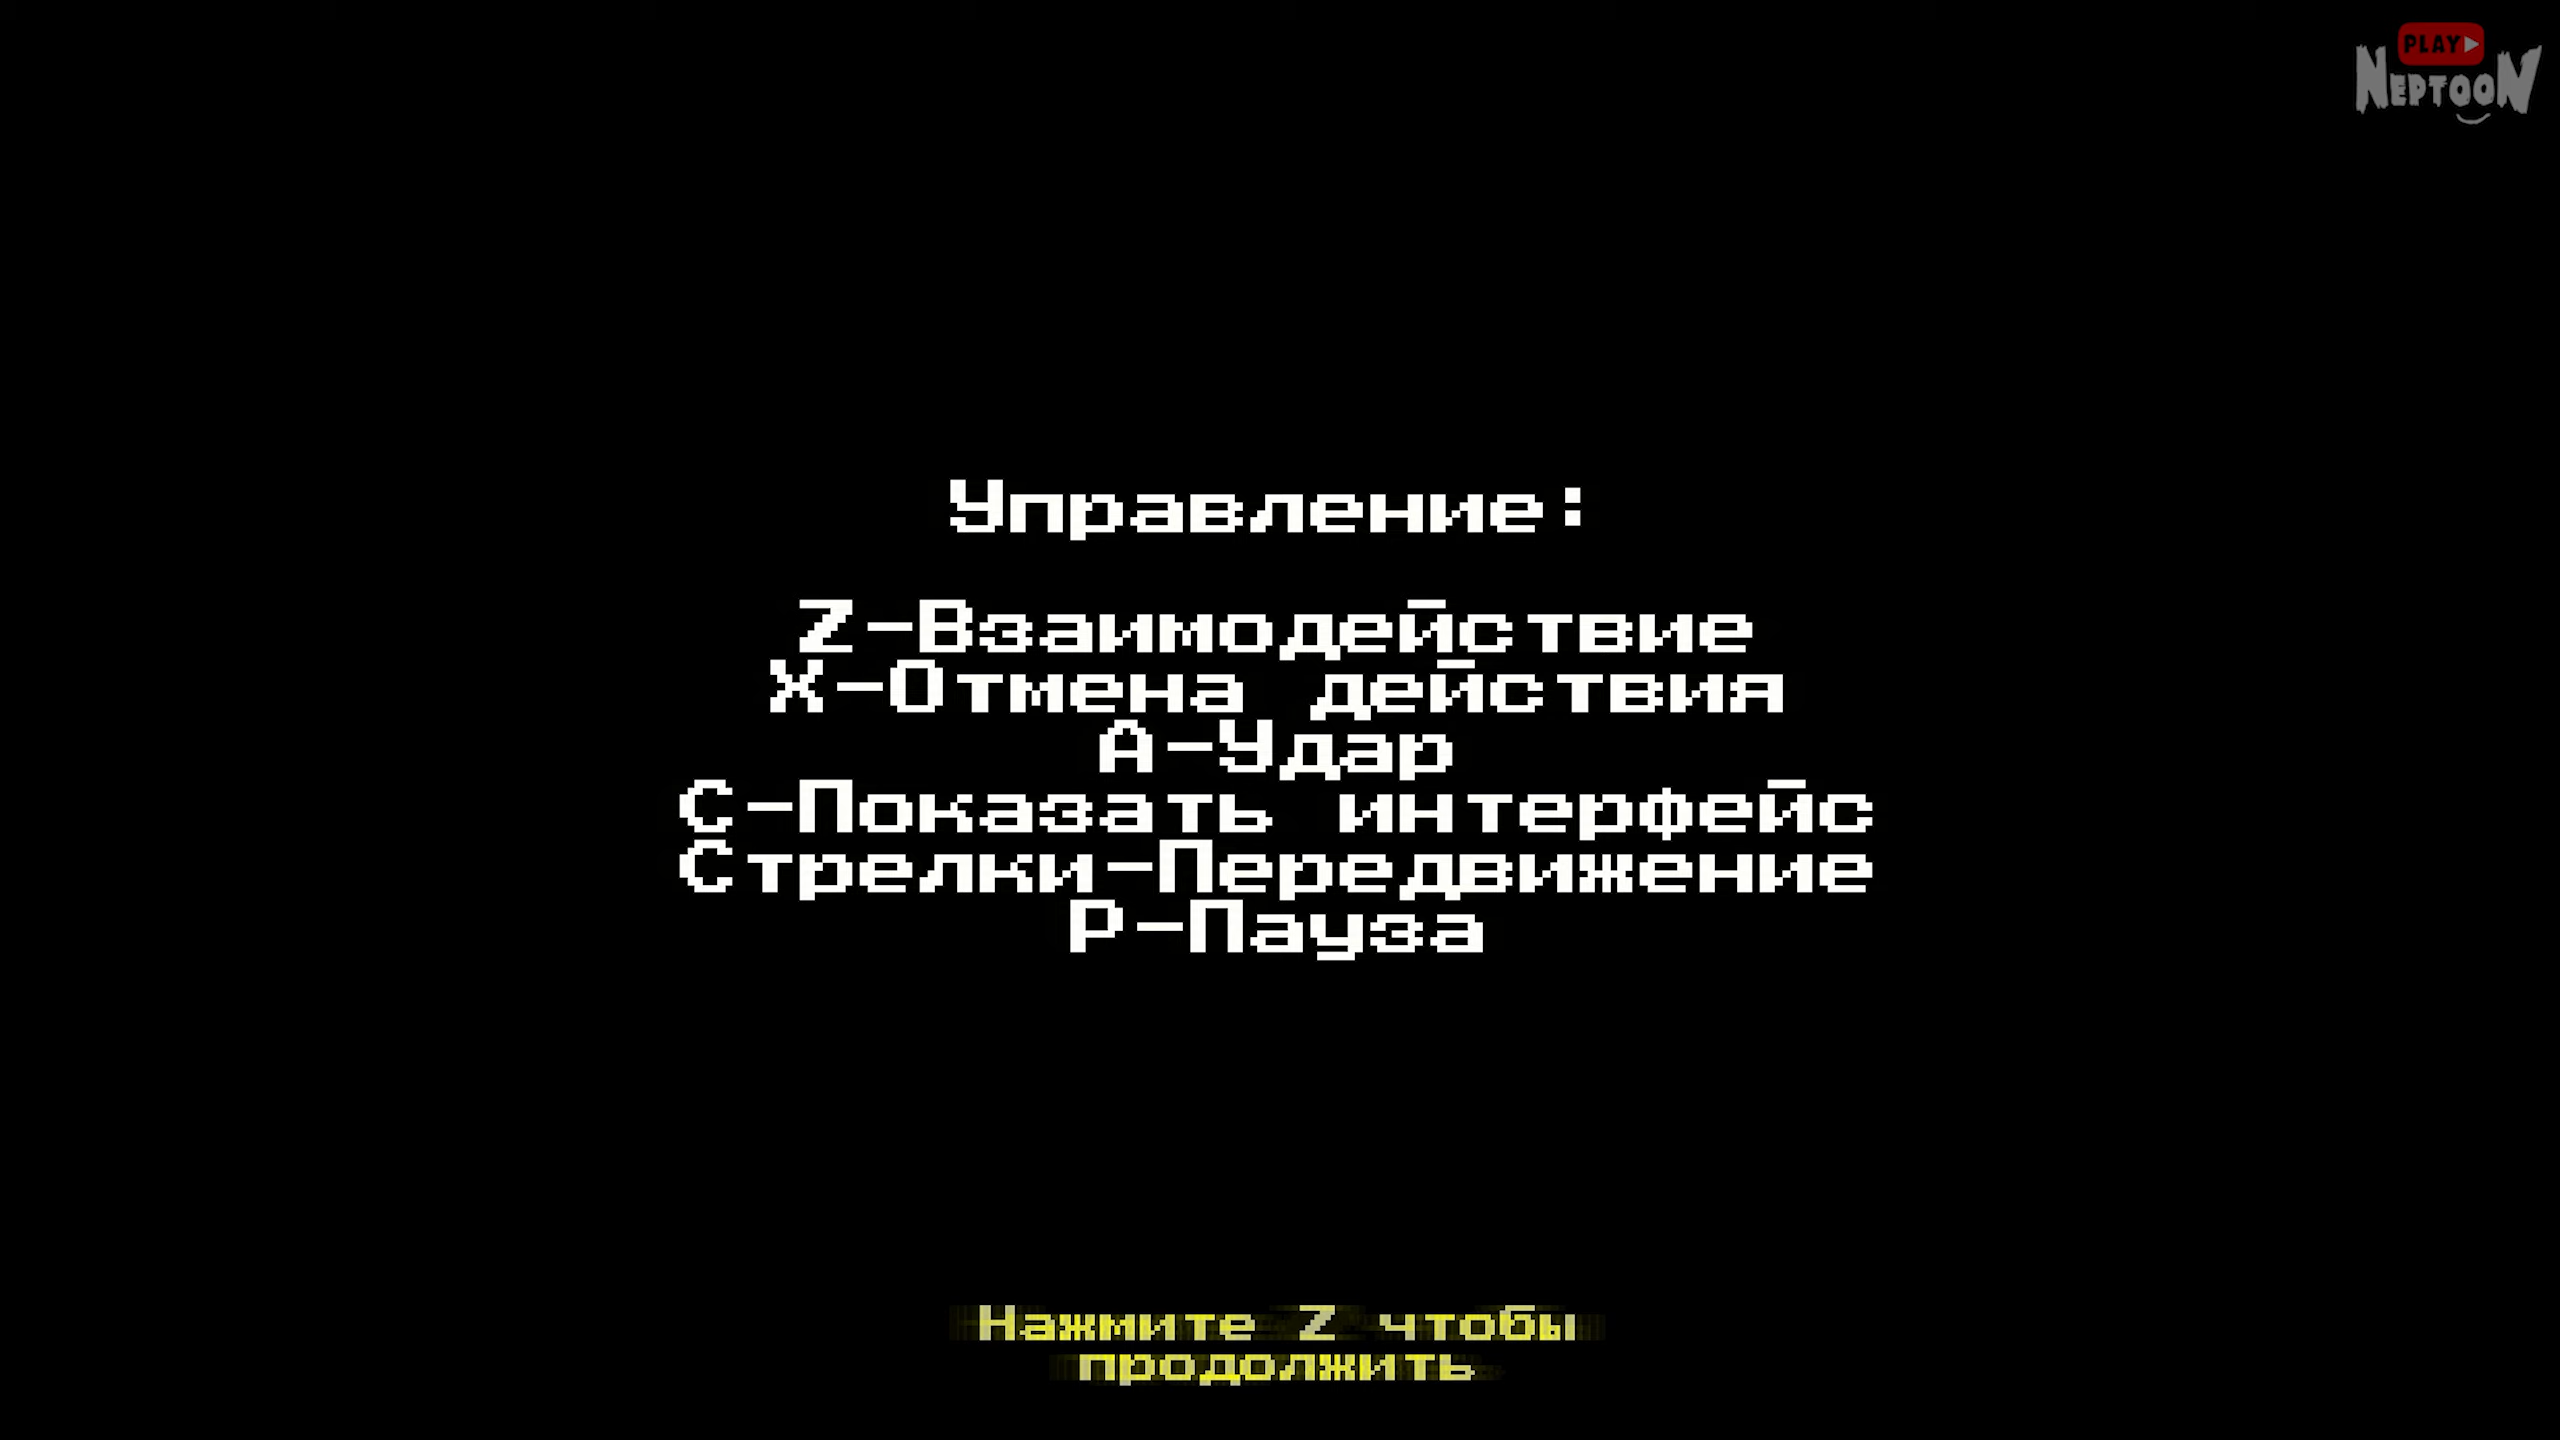 PLAY
NEPTOON
Управление:
Z-Взаимодействие
X-Отмена действия
A-Удар
C-Показать интерфейс
Стрелки-Передвижение
P-Пауза
Нажмите Z чтобы
продолжить